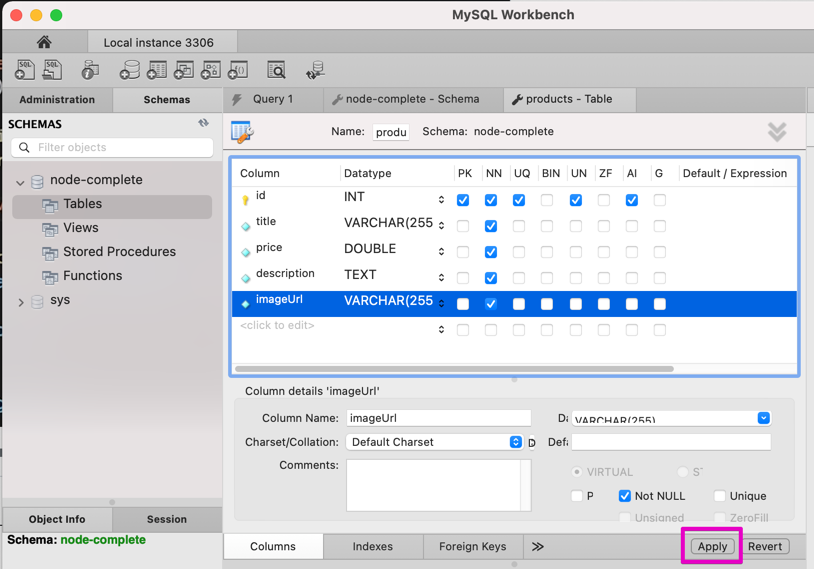 MySQL Workbench
Local instance 3306
Administration Schemas Query 1 node-complete - Schema products - Table
SCHEMAS
Name: produ Schema: node-complete
Filter objects
node-complete
Tables
Views
Stored Procedures
Functions
sys
Column Datatype PK NN UQ BIN UN ZF AI G Default / Expression
id INT
title VARCHAR(255
price DOUBLE
description TEXT
imageUrl VARCHAR(255
<click to edit>
Column details 'imageUrl'
Column Name: imageUrl VARCHAR(255)
Charset/Collation: Default Charset D Defa
Comments:
VIRTUAL
P Not NULL Unique
Unsigned ZeroFill
Object Info Session
Schema: node-complete
Columns Indexes Foreign Keys Apply Revert